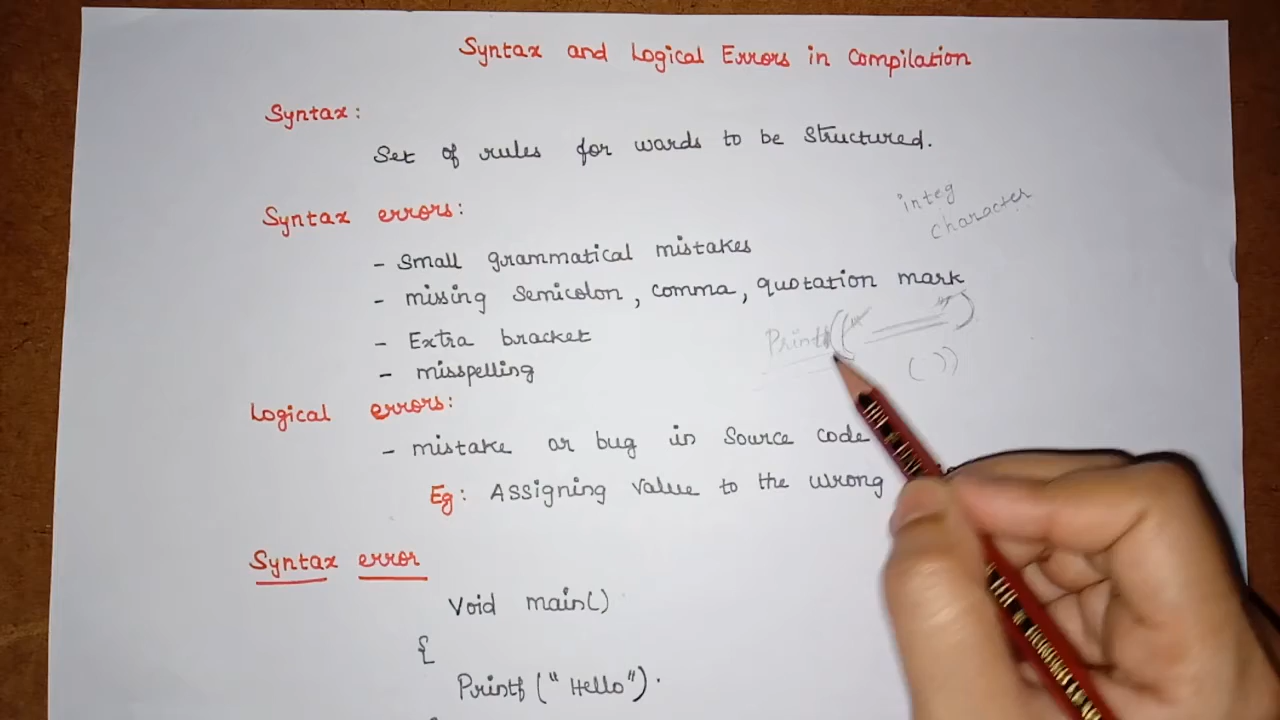 Syntax and Logical Errors in Compilation
Syntax:
Set of rules for words to be structured.
integ
character
Syntax errors:
- Small grammatical mistakes
- missing Semicolon, comma, quotation mark
Printf(" ")
- Extra bracket
( ) )
- misspelling
Logical errors:
- mistake or bug in source code
Eg: Assigning value to the wrong
Syntax error
Void main()
{
Printf ("Hello").